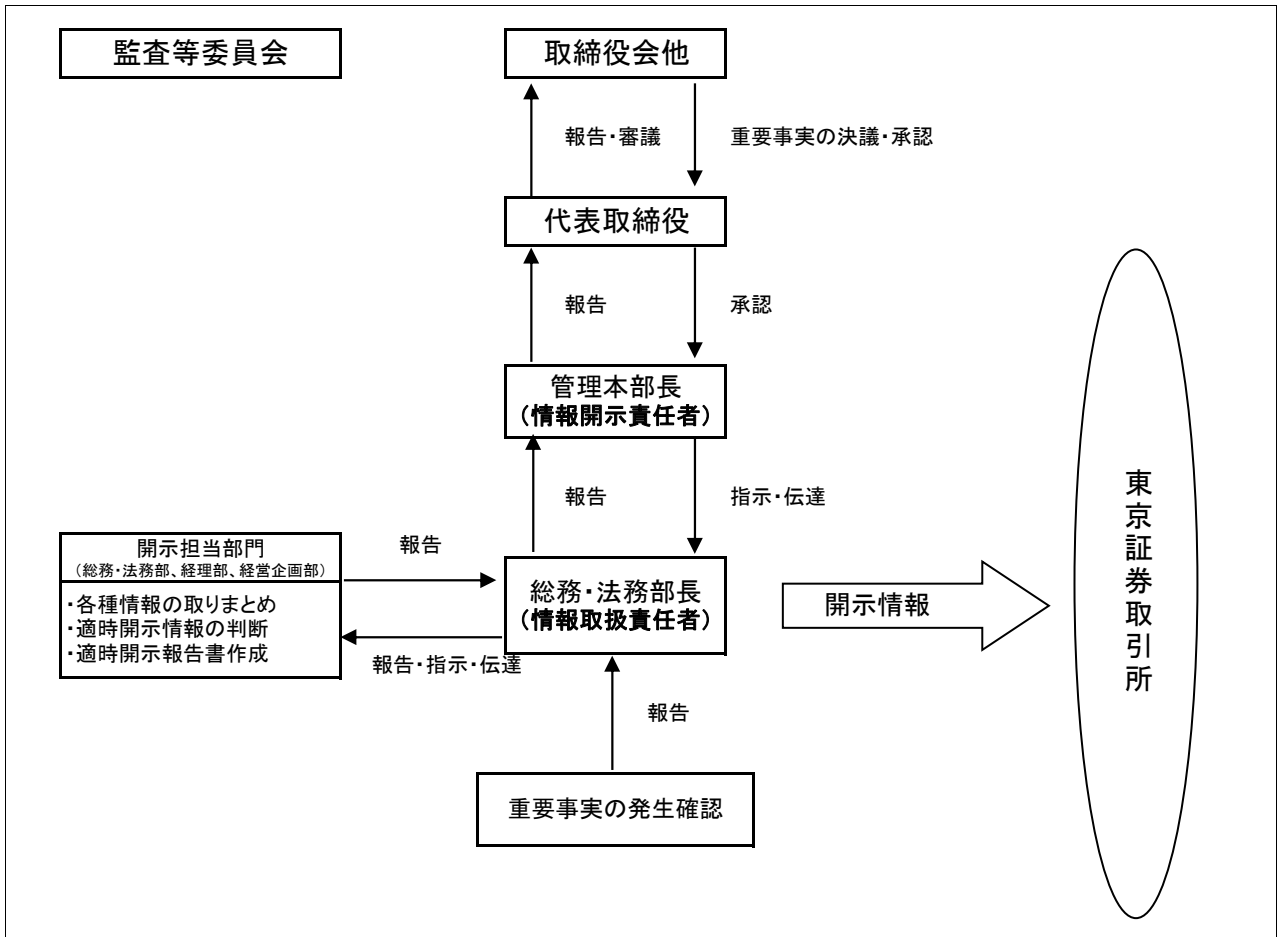 監査等委員会
取締役会他
報告・審議
重要事実の決議・承認
代表取締役
報告
承認
管理本部長
（情報開示責任者）
報告
指示・伝達
開示担当部門
（総務・法務部、経理部、経営企画部）
・各種情報の取りまとめ
・適時開示情報の判断
・適時開示報告書作成
報告
報告・指示・伝達
総務・法務部長
（情報取扱責任者）
開示情報
東京証券取引所
報告
重要事実の発生確認